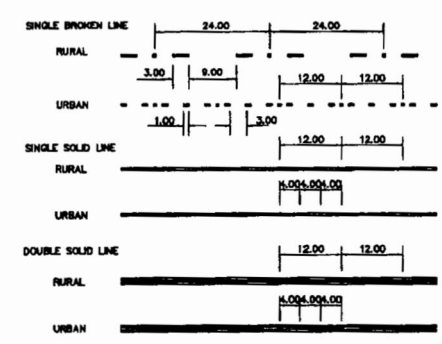 SINGLE BROKEN LINE 24.00 24.00
RURAL
3.00 9.00 12.00 12.00
URBAN
1.00 3.00 12.00 12.00
SINGLE SOLID LINE
RURAL
4.00 4.00 4.00
URBAN
DOUBLE SOLID LINE 12.00 12.00
RURAL
4.00 4.00 4.00
URBAN